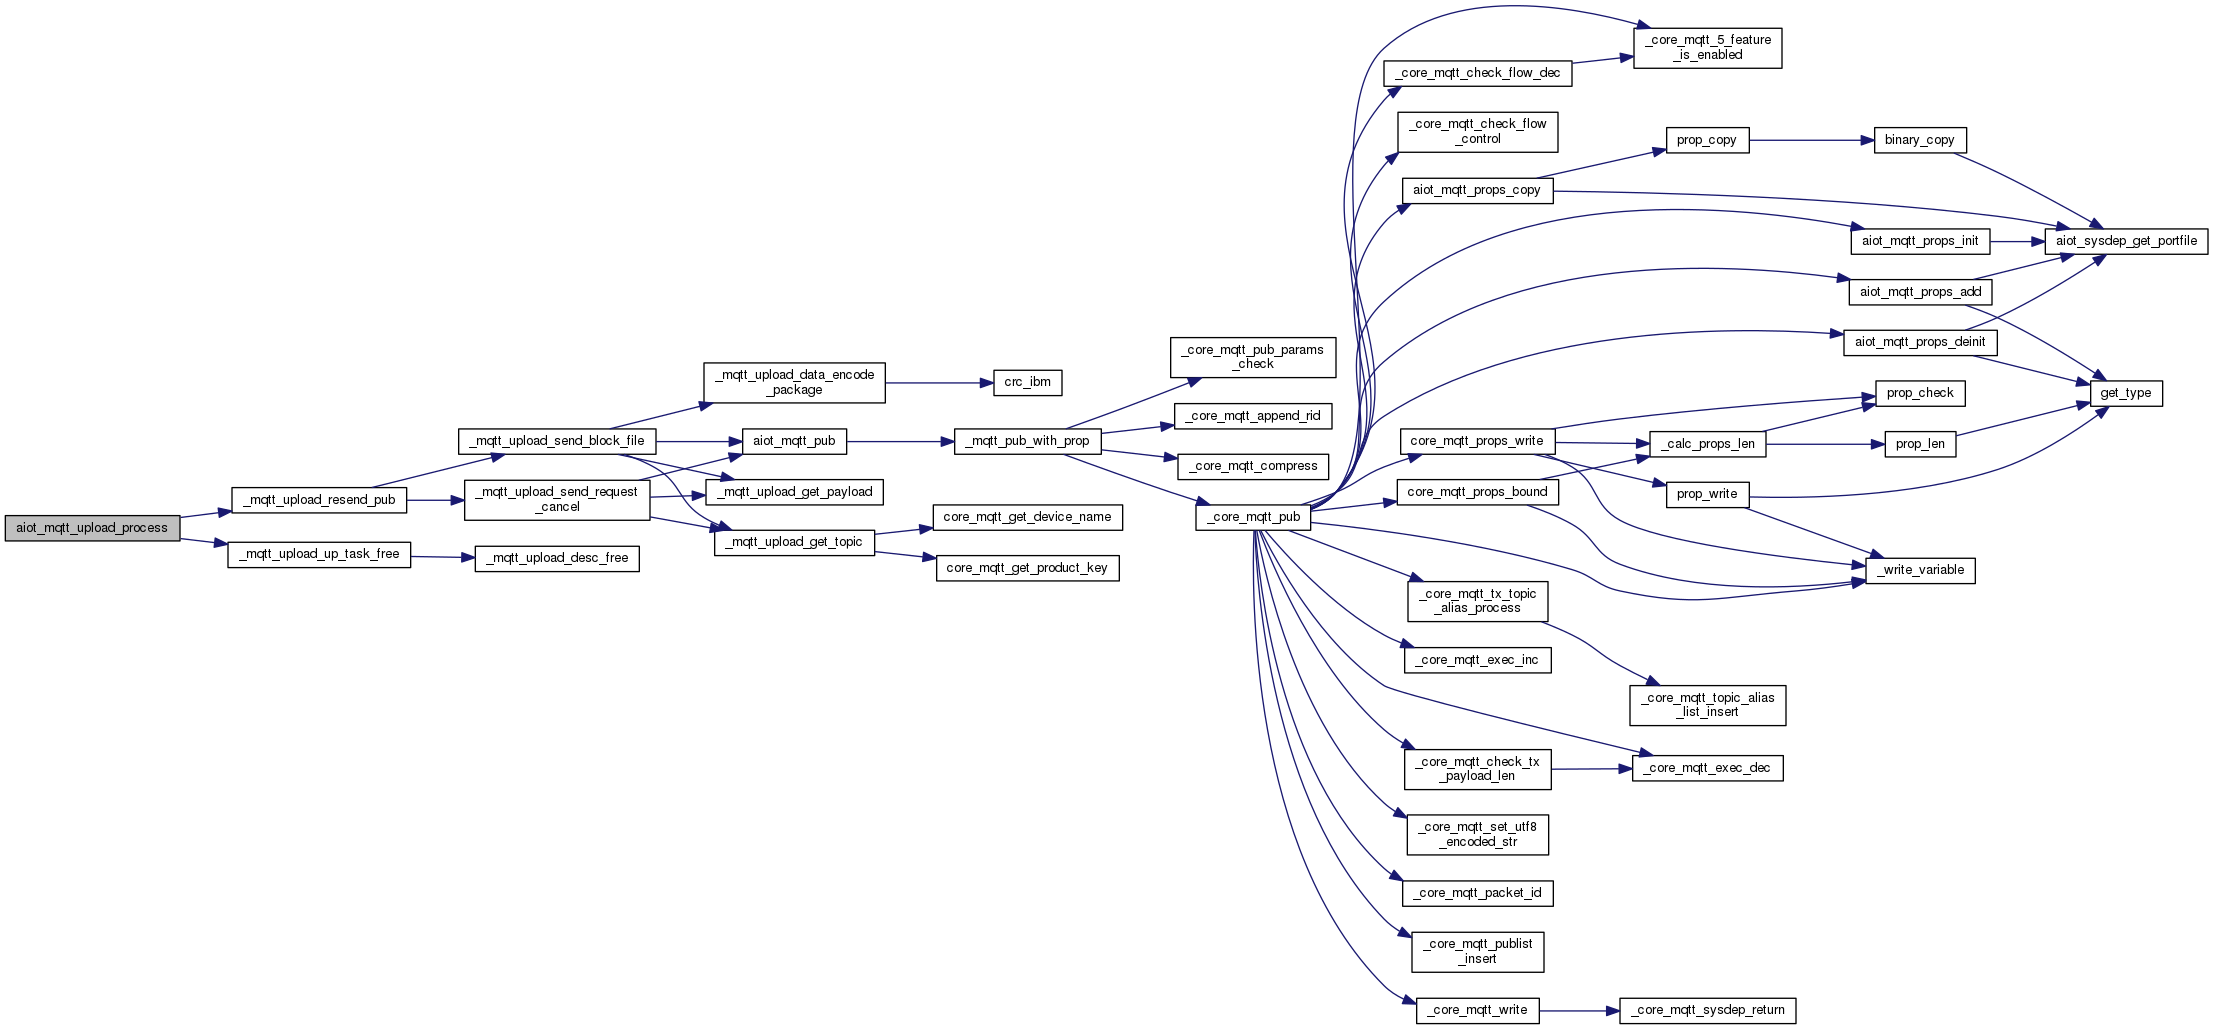 aiot_mqtt_upload_process
_mqtt_upload_resend_pub
_mqtt_upload_up_task_free
_mqtt_upload_send_block_file
_mqtt_upload_send_request
_cancel
_mqtt_upload_desc_free
_mqtt_upload_data_encode
_package
aiot_mqtt_pub
_mqtt_upload_get_payload
_mqtt_upload_get_topic
crc_ibm
_mqtt_pub_with_prop
core_mqtt_get_device_name
core_mqtt_get_product_key
_core_mqtt_pub_params
_check
_core_mqtt_append_rid
_core_mqtt_compress
_core_mqtt_pub
_core_mqtt_check_flow_dec
_core_mqtt_check_flow
_control
aiot_mqtt_props_copy
core_mqtt_props_write
core_mqtt_props_bound
_core_mqtt_tx_topic
_alias_process
_core_mqtt_exec_inc
_core_mqtt_check_tx
_payload_len
_core_mqtt_set_utf8
_encoded_str
_core_mqtt_packet_id
_core_mqtt_publist
_insert
_core_mqtt_write
_core_mqtt_5_feature
_is_enabled
prop_copy
_calc_props_len
prop_write
_core_mqtt_topic_alias
_list_insert
_core_mqtt_exec_dec
_core_mqtt_sysdep_return
binary_copy
aiot_mqtt_props_init
aiot_mqtt_props_add
aiot_mqtt_props_deinit
prop_check
prop_len
_write_variable
aiot_sysdep_get_portfile
get_type